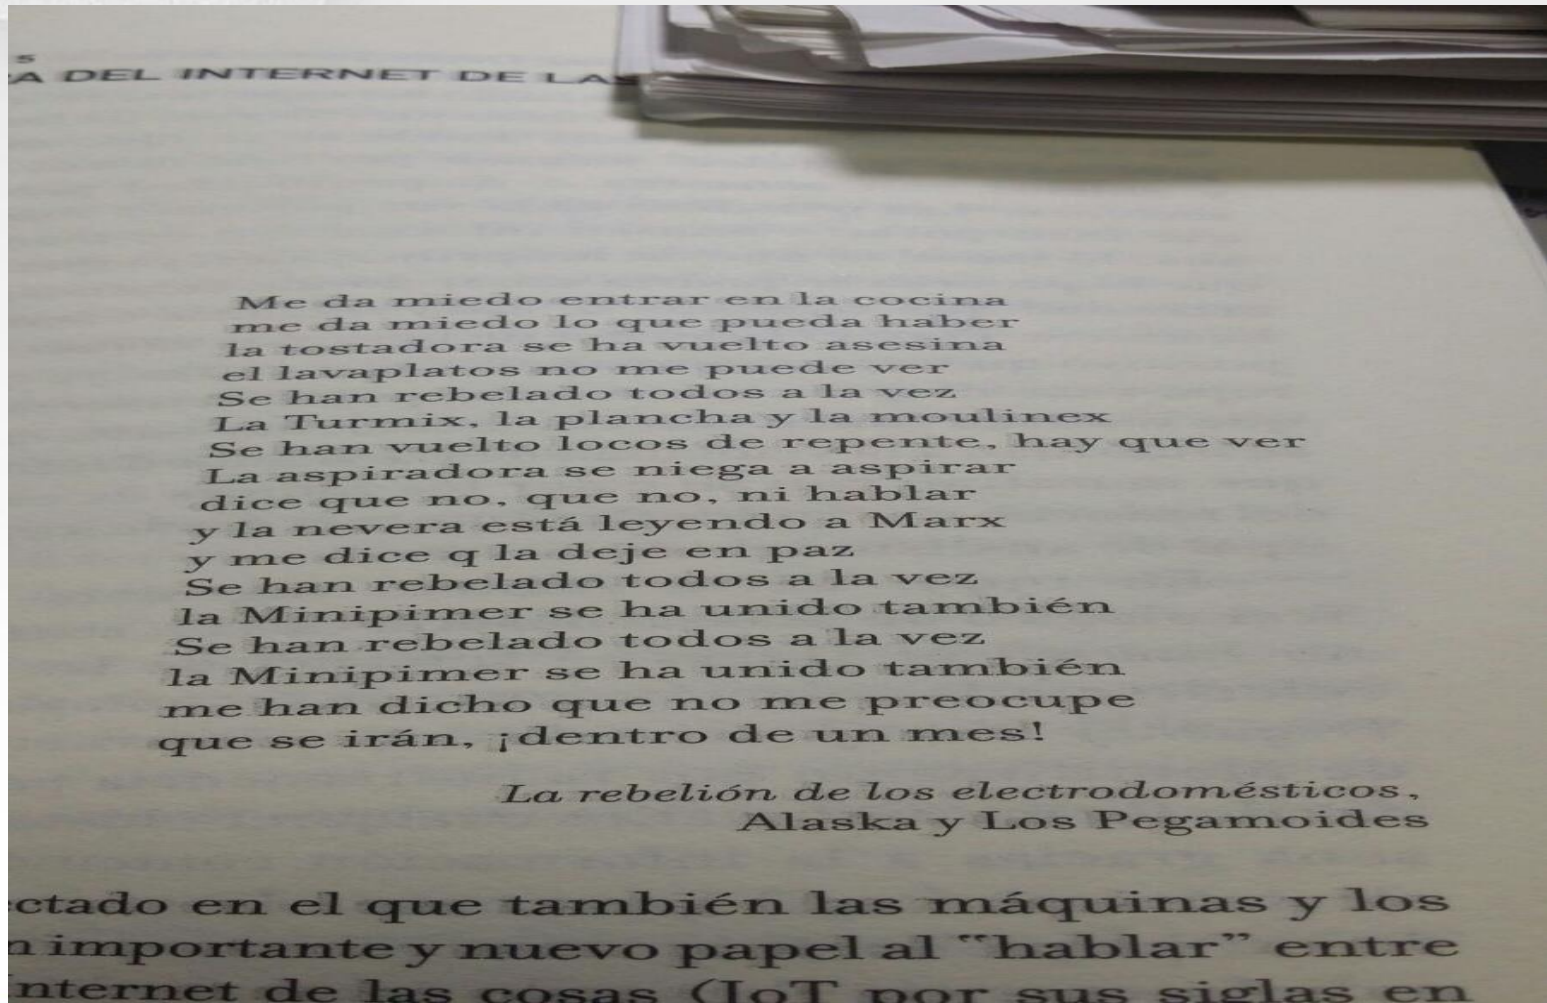 5
A DEL INTERNET DE LA
Me da miedo entrar en la cocina
me da miedo lo que pueda haber
la tostadora se ha vuelto asesina
el lavaplatos no me puede ver
Se han rebelado todos a la vez
La Turmix, la plancha y la moulinex
Se han vuelto locos de repente, hay que ver
La aspiradora se niega a aspirar
dice que no, que no, ni hablar
y la nevera está leyendo a Marx
y me dice q la deje en paz
Se han rebelado todos a la vez
la Minipimer se ha unido también
Se han rebelado todos a la vez
la Minipimer se ha unido también
me han dicho que no me preocupe
que se irán, ¡dentro de un mes!
La rebelión de los electrodomésticos,
Alaska y Los Pegamoides
ctado en el que también las máquinas y los
n importante y nuevo papel al “hablar” entre
nternet de las cosas (IoT por sus siglas en